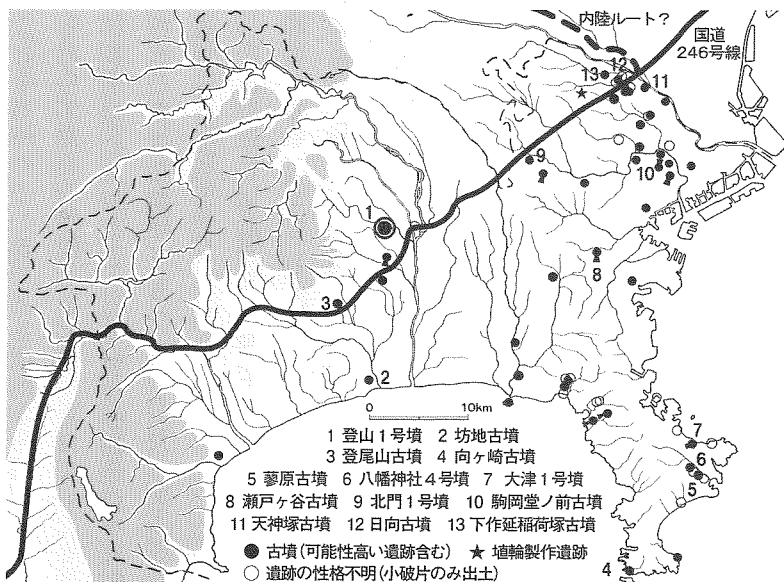 内陸ルート?
国道
246号線
12
13
11
9
10
1
8
3
2
7
6
5
4
0 10km
1 登山1号墳 2 坊地古墳
3 登尾山古墳 4 向ヶ崎古墳
5 蓼原古墳 6 八幡神社4号墳 7 大津1号墳
8 瀬戸ヶ谷古墳 9 北門1号墳 10 駒岡堂ノ前古墳
11 天神塚古墳 12 日向古墳 13 下作延稲荷塚古墳
● 古墳(可能性高い遺跡含む) ★ 埴輪製作遺跡
○ 遺跡の性格不明(小破片のみ出土)